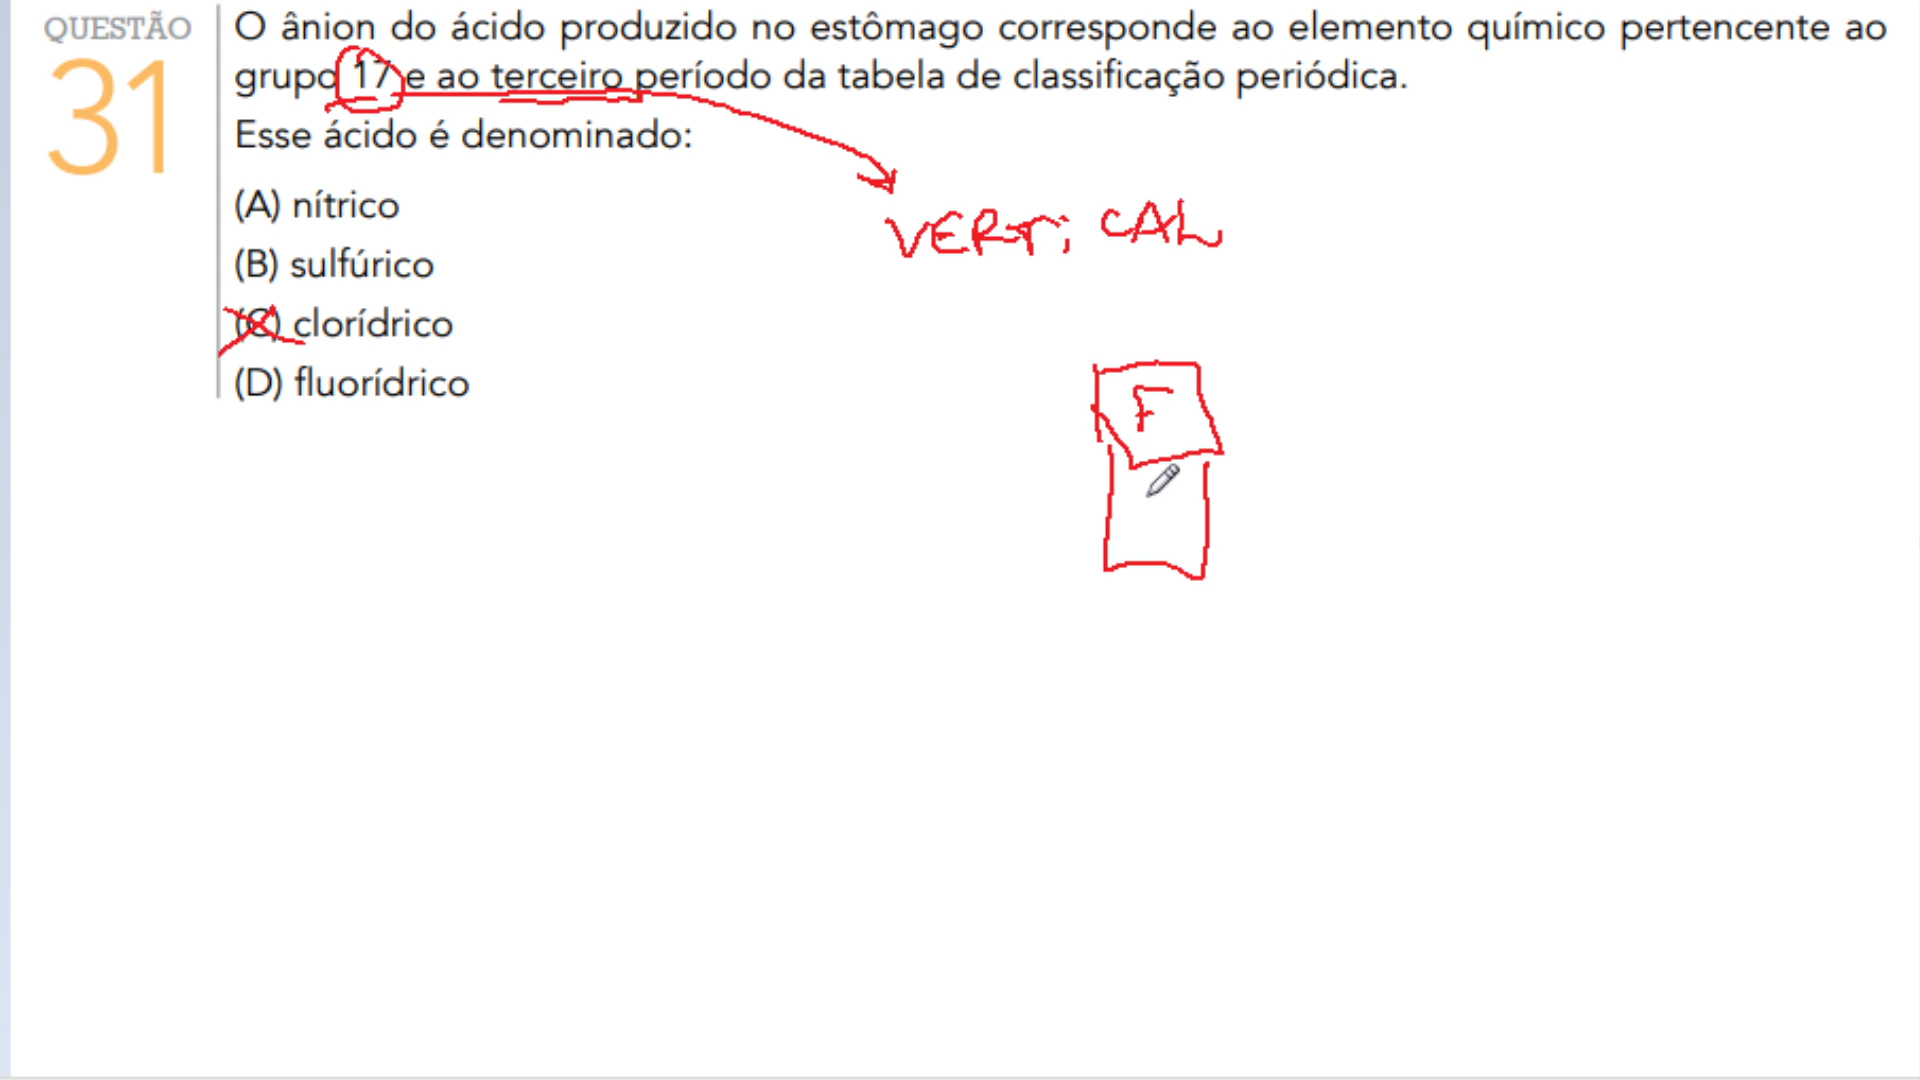 QUESTÃO
31
O ânion do ácido produzido no estômago corresponde ao elemento químico pertencente ao
grupo 17 e ao terceiro período da tabela de classificação periódica.
Esse ácido é denominado:
(A) nítrico
(B) sulfúrico
(C) clorídrico
(D) fluorídrico
VERTiCAL
F